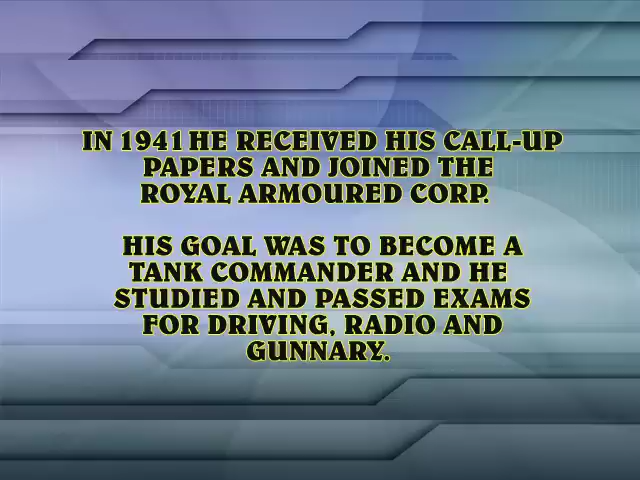 IN 1941 HE RECEIVED HIS CALL-UP
PAPERS AND JOINED THE
ROYAL ARMOURED CORP.
HIS GOAL WAS TO BECOME A
TANK COMMANDER AND HE
STUDIED AND PASSED EXAMS
FOR DRIVING, RADIO AND
GUNNARY.